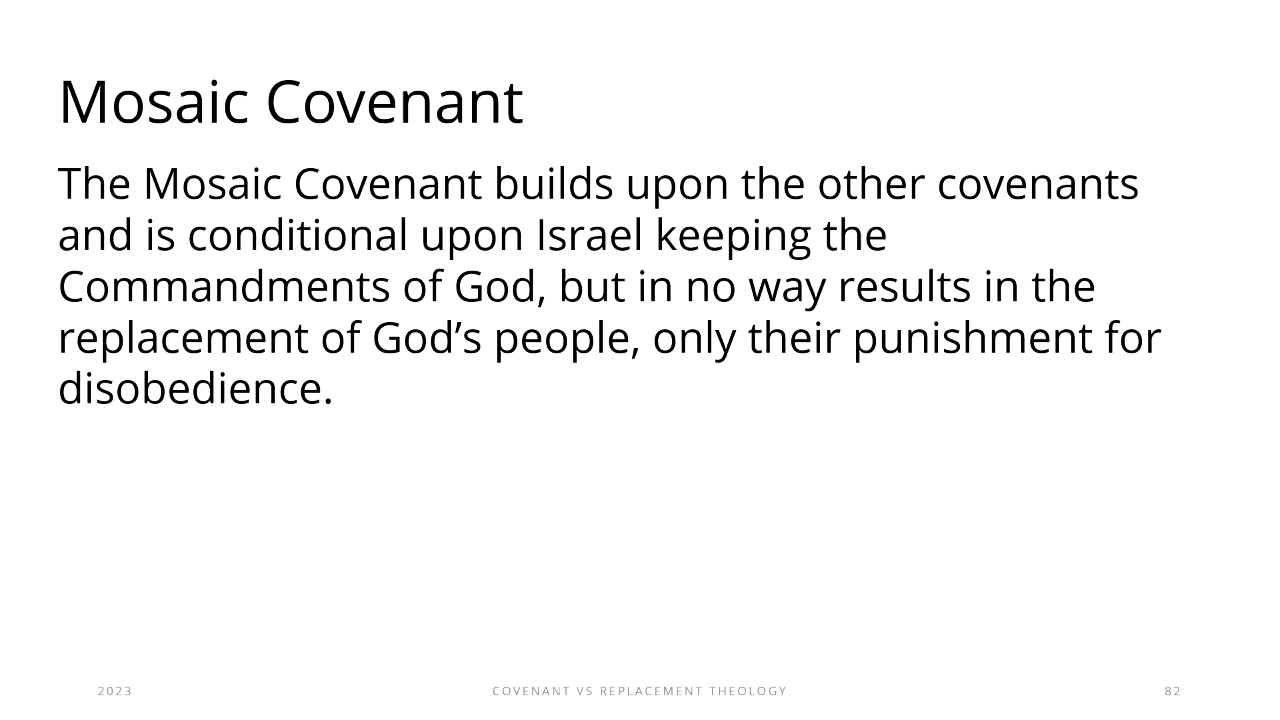 Mosaic Covenant
The Mosaic Covenant builds upon the other covenants
and is conditional upon Israel keeping the
Commandments of God, but in no way results in the
replacement of God’s people, only their punishment for
disobedience.
2023
COVENANT VS REPLACEMENT THEOLOGY
82